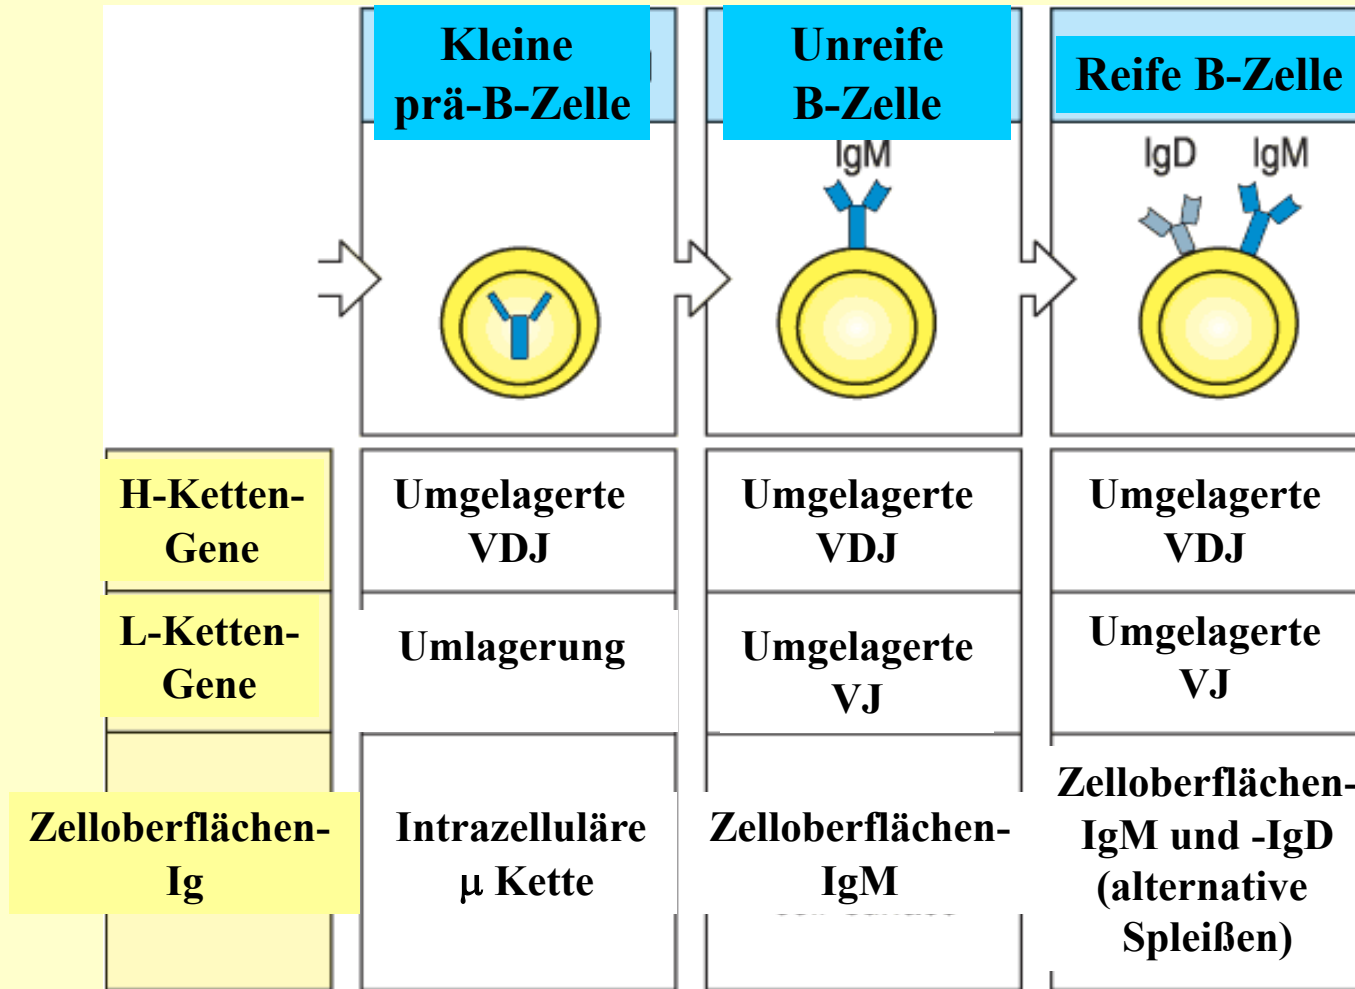 Kleine
prä-B-Zelle
Unreife
B-Zelle
Reife B-Zelle
IgM
IgD
IgM
H-Ketten-
Gene
Umgelagerte
VDJ
Umgelagerte
VDJ
Umgelagerte
VDJ
L-Ketten-
Gene
Umlagerung
Umgelagerte
VJ
Umgelagerte
VJ
Zelloberflächen-
Ig
Intrazelluläre
μ Kette
Zelloberflächen-
IgM
Zelloberflächen-
IgM und -IgD
(alternative
Spleißen)